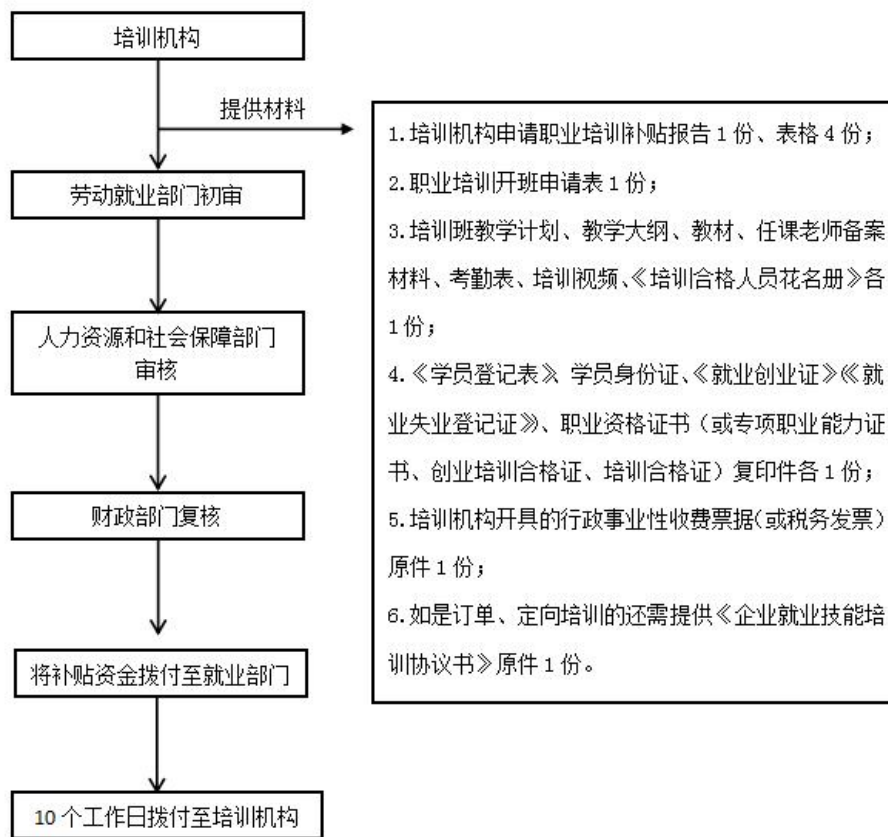 培训机构
提供材料
劳动就业部门初审
人力资源和社会保障部门
审核
财政部门复核
将补贴资金拨付至就业部门
10个工作日拨付至培训机构
1.培训机构申请职业培训补贴报告1份、表格4份；
2.职业培训开班申请表1份；
3.培训班教学计划、教学大纲、教材、任课老师备案
材料、考勤表、培训视频、《培训合格人员花名册》各
1份；
4.《学员登记表》、学员身份证、《就业创业证》（《就
业失业登记证》）、职业资格证书（或专项职业能力证
书、创业培训合格证、培训合格证）复印件各1份；
5.培训机构开具的行政事业性收费票据（或税务发票）
原件1份；
6.如是订单、定向培训的还需提供《企业就业技能培
训协议书》原件1份。